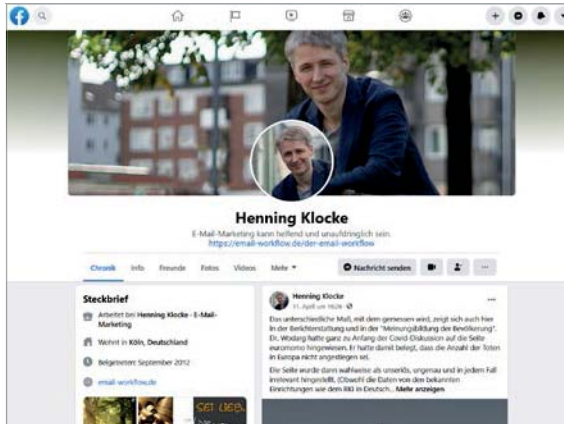 Henning Klocke
E-Mail-Marketing kann helfend und unaufdringlich sein.
https://email-workflow.de/der-email-workflow
Chronik Info Freunde Fotos Videos Mehr
Nachricht senden
Steckbrief
Arbeitet bei Henning Klocke - E-Mail-
Marketing
Wohnt in Köln, Deutschland
Beigetreten: September 2012
email-workflow.de
SEI LIEB,
Henning Klocke
11. April um
Das unterschiedliche Maß, mit dem gemessen wird, zeigt sich auch hier
in der Berichterstattung und in der "Meinungsbildung der Bevölkerung".
Dr. Wodarg hatte ganz zu Anfang der Covid-Diskussion auf die Seite
euromomo hingewiesen. Er hatte damit belegt, dass die Anzahl der Toten
in Europa nicht angestiegen sei.
Die Seite wurde dann wahlweise als unseriös, ungenau und in jedem Fall
irrelevant hingestellt. (Obwohl die Daten von den bekannten
Einrichtungen wie dem RKI in Deutsch... Mehr anzeigen